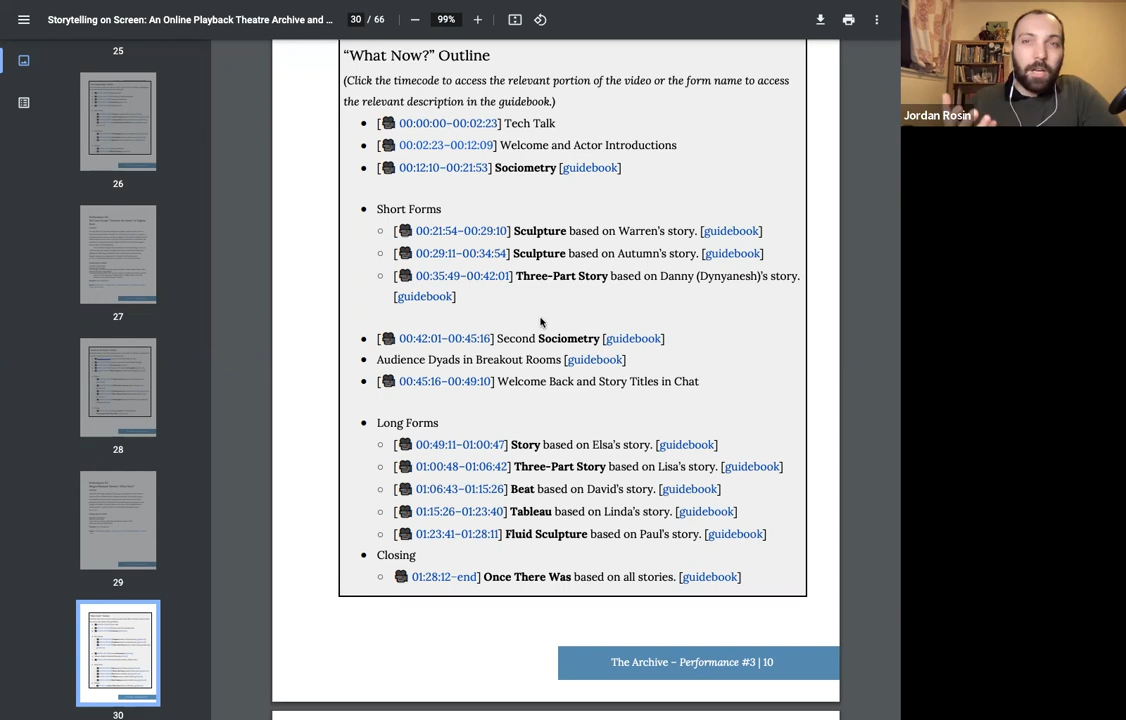 Storytelling on Screen: An Online Playback Theatre Archive and ...
30 / 66
99%
Jordan Rosin
25
26
27
28
29
30
“What Now?” Outline
(Click the timecode to access the relevant portion of the video or the form name to access
the relevant description in the guidebook.)
• [00:00:00–00:02:23] Tech Talk
• [00:02:23–00:12:09] Welcome and Actor Introductions
• [00:12:10–00:21:53] Sociometry [guidebook]
• Short Forms
○ [00:21:54–00:29:10] Sculpture based on Warren’s story. [guidebook]
○ [00:29:11–00:34:54] Sculpture based on Autumn’s story. [guidebook]
○ [00:35:49–00:42:01] Three-Part Story based on Danny (Dynyanesh)’s story.
[guidebook]
• [00:42:01–00:45:16] Second Sociometry [guidebook]
• Audience Dyads in Breakout Rooms [guidebook]
• [00:45:16–00:49:10] Welcome Back and Story Titles in Chat
• Long Forms
○ [00:49:11–01:00:47] Story based on Elsa’s story. [guidebook]
○ [01:00:48–01:06:42] Three-Part Story based on Lisa’s story. [guidebook]
○ [01:06:43–01:15:26] Beat based on David’s story. [guidebook]
○ [01:15:26–01:23:40] Tableau based on Linda’s story. [guidebook]
○ [01:23:41–01:28:11] Fluid Sculpture based on Paul’s story. [guidebook]
• Closing
○ 01:28:12–end] Once There Was based on all stories. [guidebook]
The Archive – Performance #3 | 10